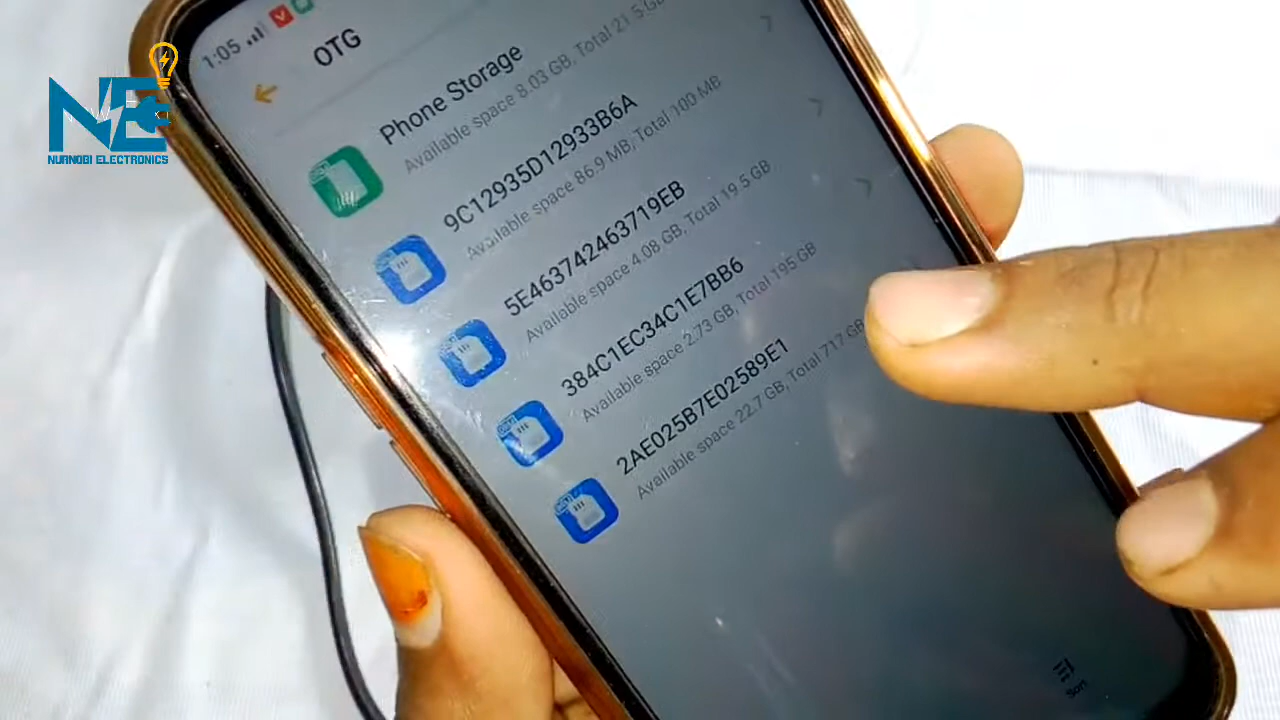 1:05
OTG
Phone Storage
Available space 8.03 GB, Total 21.5 GB
9C12935D12933B6A
Available space 86.9 MB, Total 100 MB
5E463742463719EB
Available space 4.08 GB, Total 19.5 GB
384C1EC34C1E7BB6
Available space 2.73 GB, Total 195 GB
2AE025B7E02589E1
Available space 22.7 GB, Total 717 GB
Sort
NE
NURNOBI ELECTRONICS